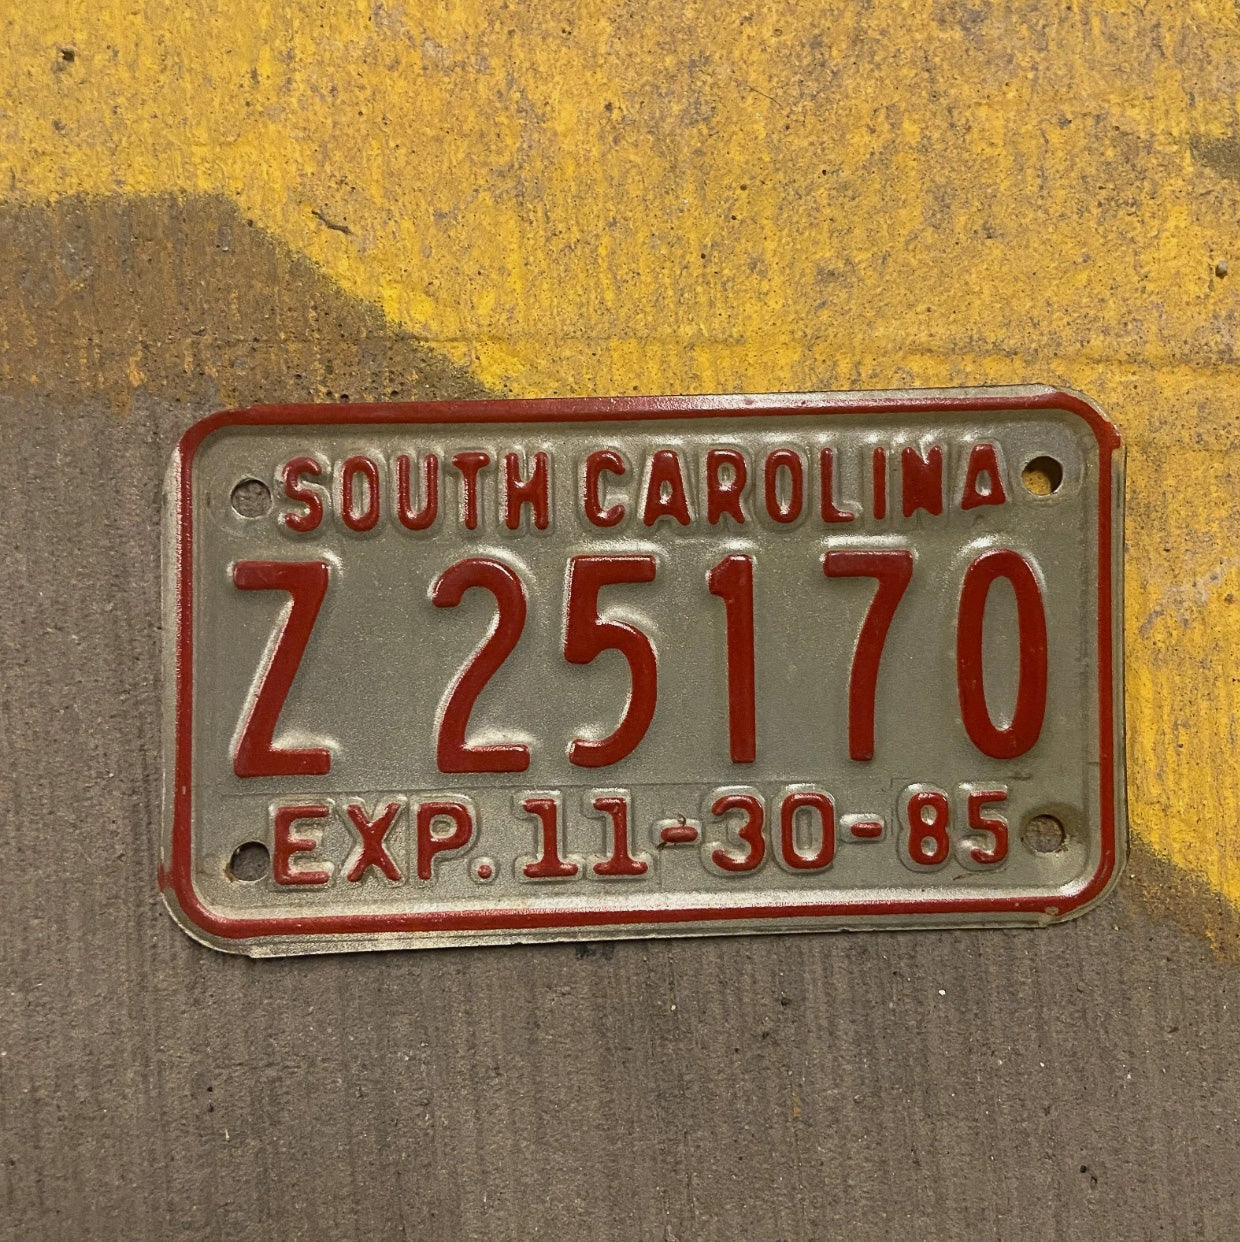 SOUTH CAROLINA
Z 25170
EXP. 11-30-85